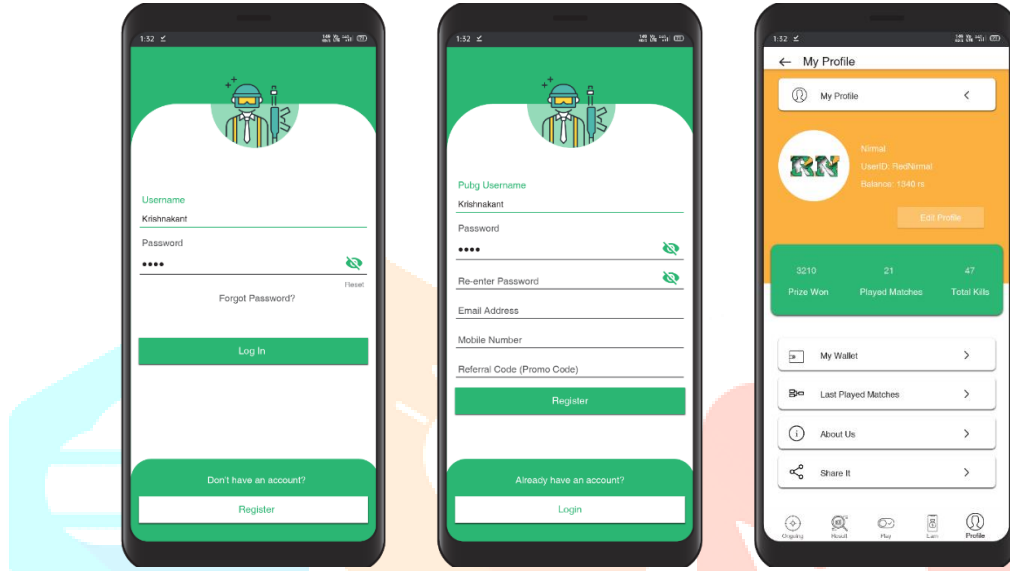 1:32
Username
Krishnakant
Password
••••
Reset
Forgot Password?
Log In
Don't have an account?
Register
1:32
Pubg Username
Krishnakant
Password
••••
Re-enter Password
Email Address
Mobile Number
Referral Code (Promo Code)
Register
Already have an account?
Login
1:32
My Profile
My Profile
RN
Nirmal
UserID: RedNirmal
Balance: 1340 rs
Edit Profile
3210 21 47
Prize Won Played Matches Total Kills
My Wallet
Last Played Matches
About Us
Share It
Ongoing Result Play Earn Profile